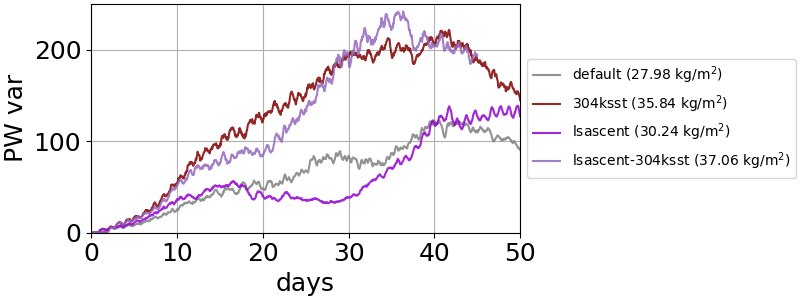 PW var
200
100
0
0 10 20 30 40 50
days
default (27.98 kg/m²)
304ksst (35.84 kg/m²)
lsascent (30.24 kg/m²)
lsascent-304ksst (37.06 kg/m²)